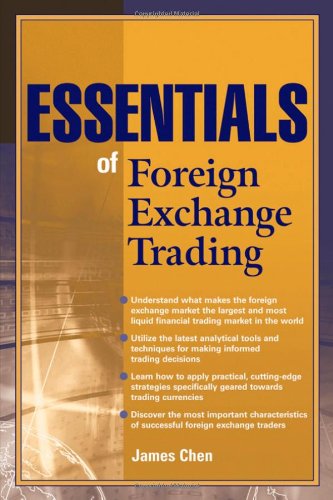 ESSENTIALS
of Foreign
Exchange
Trading
Understand what makes the foreign
exchange market the largest and most
liquid financial trading market in the world
Utilize the latest analytical tools and
techniques for making informed
trading decisions
Learn how to apply practical, cutting-edge
strategies specifically geared towards
trading currencies
Discover the most important characteristics
of successful foreign exchange traders
James Chen